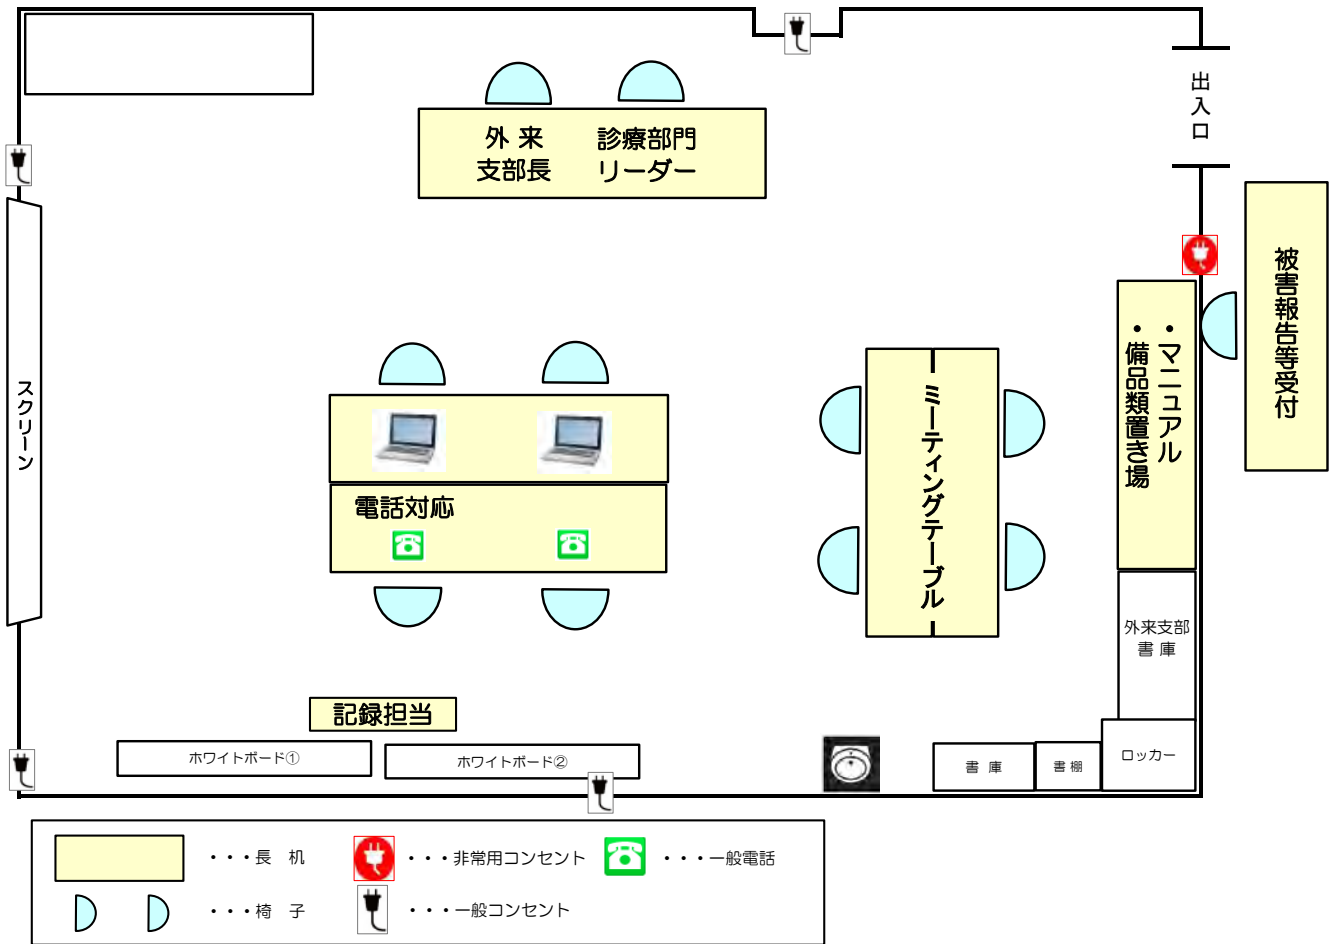 出入口
外 来
支部長
診療部門
リーダー
被害報告等受付
・マニュアル
・備品類置き場
スクリーン
ミーティングテーブル
電話対応
外来支部
書 庫
記録担当
ホワイトボード①
ホワイトボード②
書 庫
書 棚
ロッカー
・・・長 机
・・・非常用コンセント
・・・一般電話
・・・椅 子
・・・一般コンセント